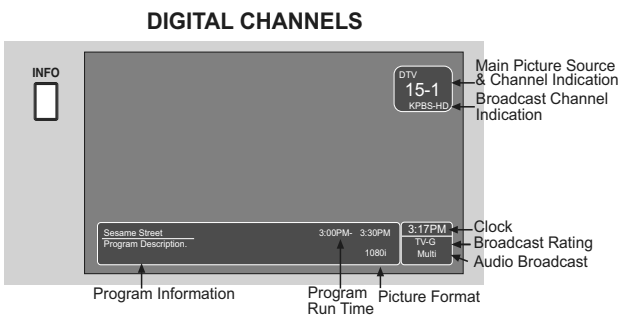 DIGITAL CHANNELS
INFO
DTV
15-1
KPBS-HD
Main Picture Source
& Channel Indication
Broadcast Channel
Indication
Sesame Street
Program Description.
3:00PM- 3:30PM
1080i
3:17PM
TV-G
Multi
Clock
Broadcast Rating
Audio Broadcast
Program Information
Program
Run Time
Picture Format